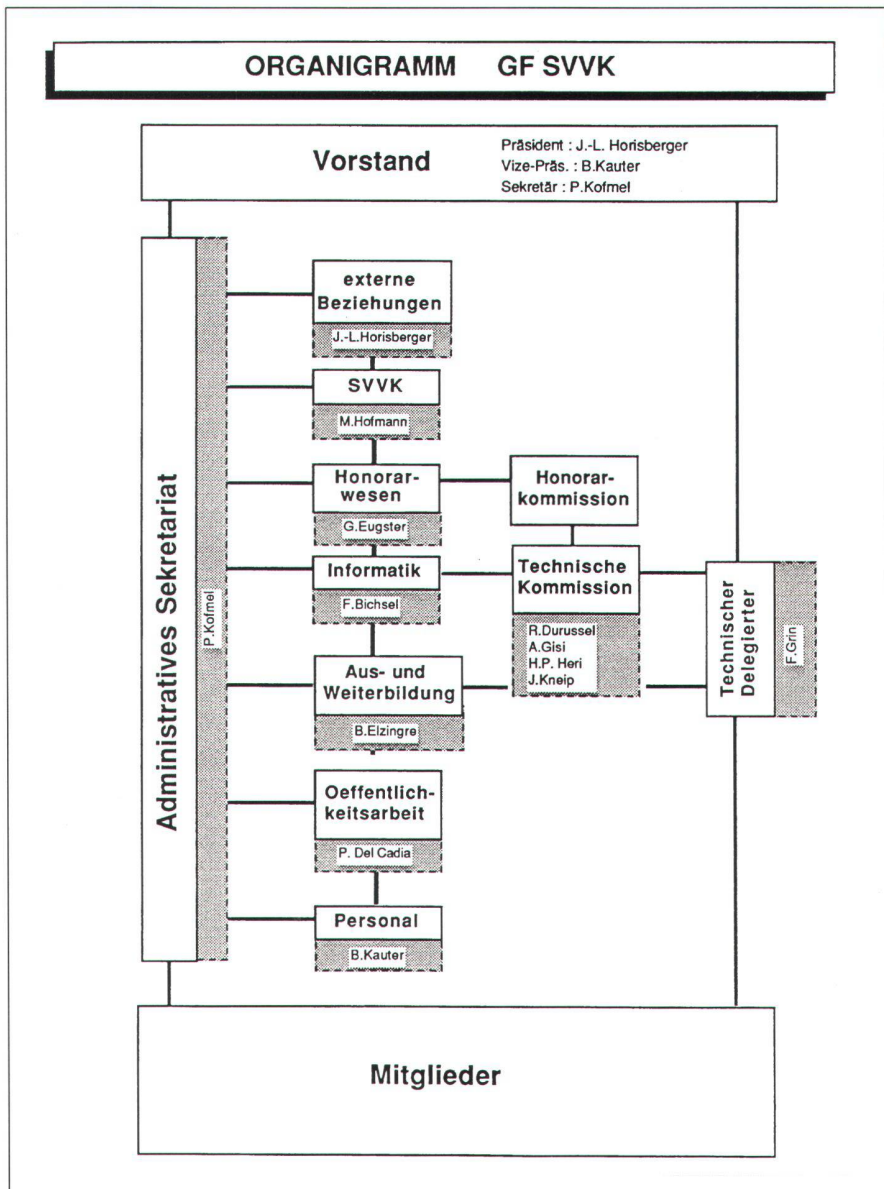 ORGANIGRAMM GF SVVK
Vorstand
Präsident : J.-L. Horisberger
Vize-Präs. : B.Kauter
Sekretär : P.Kofmel
Administratives Sekretariat
P.Kofmel
externe
Beziehungen
J.-L.Horisberger
SVVK
M.Hofmann
Honorar-
wesen
G.Eugster
Honorar-
kommission
Informatik
F.Bichsel
Technische
Kommission
R.Durussel
A.Gisi
H.P. Heri
J.Kneip
Technischer
Delegierter
F.Grin
Aus- und
Weiterbildung
B.Elzingre
Oeffentlich-
keitsarbeit
P. Del Cadia
Personal
B.Kauter
Mitglieder